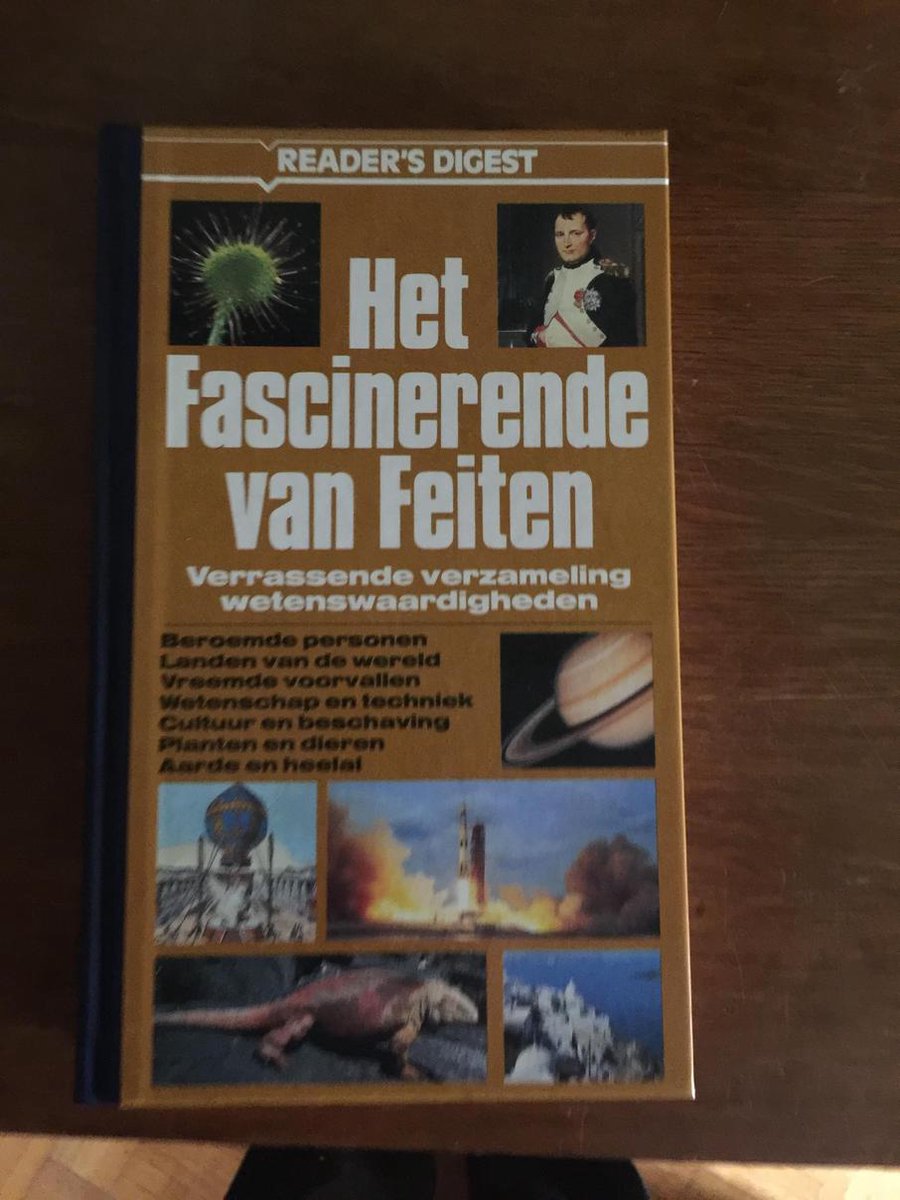 READER'S DIGEST
Het
Fascinerende
van Feiten
Verrassende verzameling
wetenswaardigheden
Beroemde personen
Landen van de wereld
Vreemde voorvallen
Wetenschap en techniek
Cultuur en beschaving
Planten en dieren
Aarde en heelal